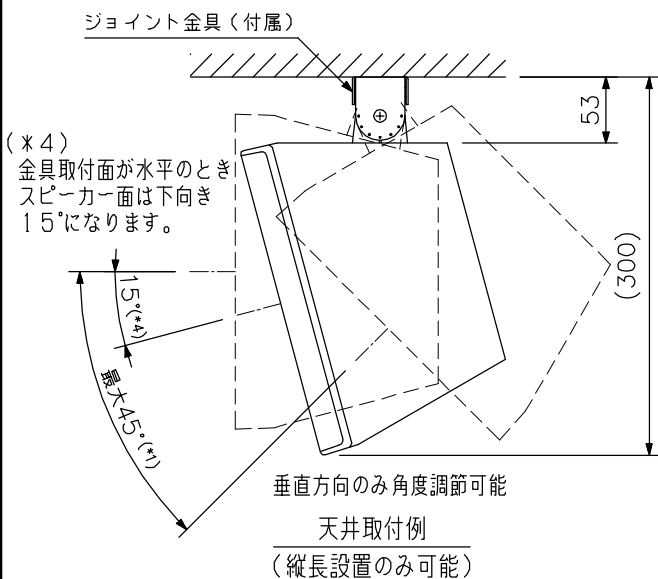 ジョイント金具（付属）
53
(＊4)
金具取付面が水平のとき
スピーカー面は下向き
15°になります。
(300)
15°(*4)
最大45°(*1)
垂直方向のみ角度調節可能
天井取付例
（縦長設置のみ可能）